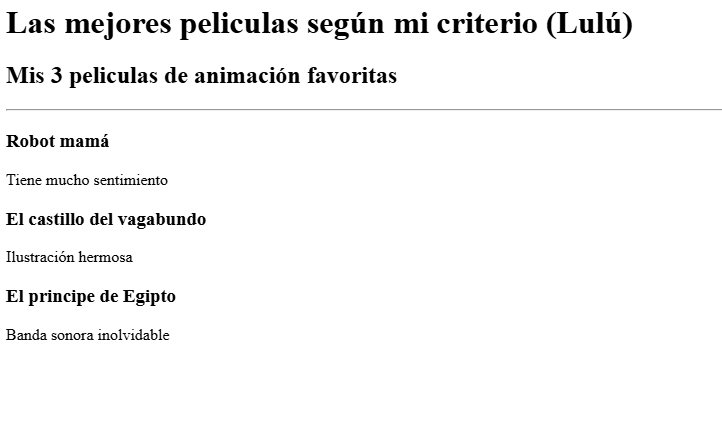 Las mejores peliculas según mi criterio (Lulú)
Mis 3 peliculas de animación favoritas
Robot mamá
Tiene mucho sentimiento
El castillo del vagabundo
Ilustración hermosa
El principe de Egipto
Banda sonora inolvidable